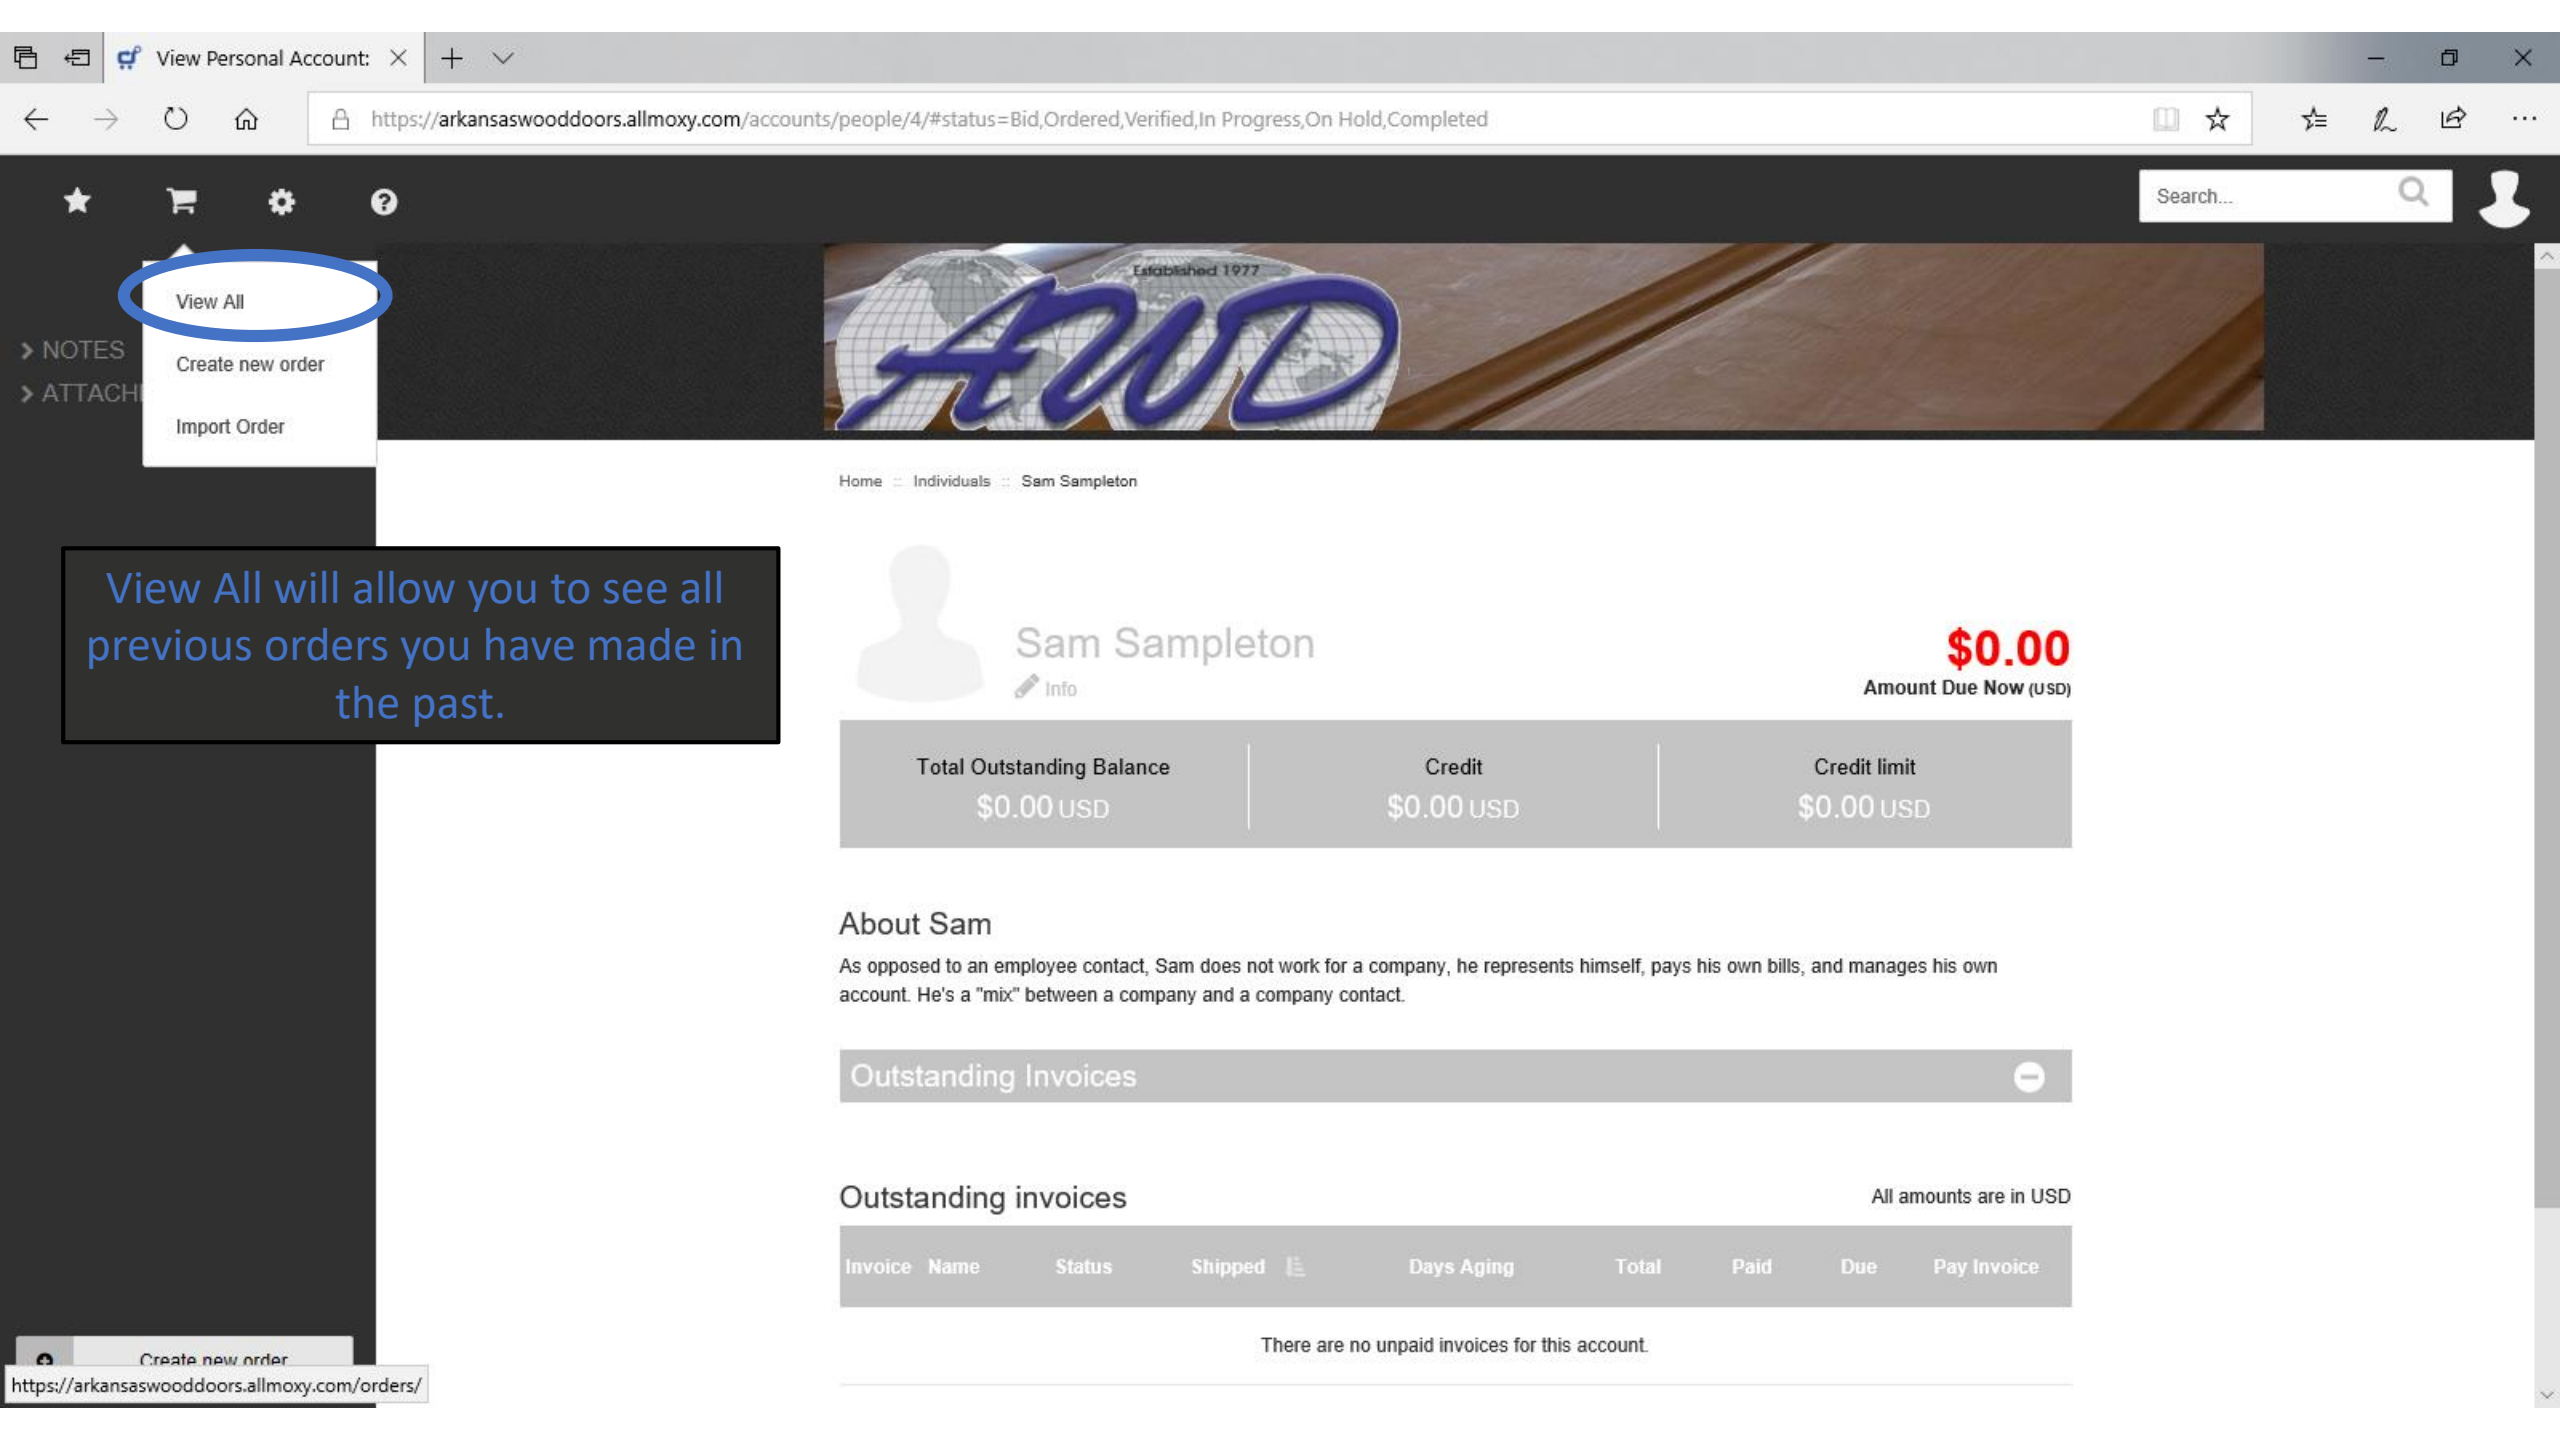 View Personal Account:
https://arkansaswooddoors.allmoxy.com/accounts/people/4/#status=Bid,Ordered,Verified,In Progress,On Hold,Completed
Search...
View All
Create new order
Import Order
NOTES
Established 1977
AWD
Home :: Individuals :: Sam Sampleton
View All will allow you to see all
previous orders you have made in
the past.
Sam Sampleton
Info
$0.00
Amount Due Now (USD)
Total Outstanding Balance
$0.00 USD
Credit
$0.00 USD
Credit limit
$0.00 USD
About Sam
As opposed to an employee contact, Sam does not work for a company, he represents himself, pays his own bills, and manages his own
account. He's a "mix" between a company and a company contact.
Outstanding Invoices
Outstanding invoices
All amounts are in USD
Invoice Name Status Shipped Days Aging Total Paid Due Pay Invoice
There are no unpaid invoices for this account.
Create new order
https://arkansaswooddoors.allmoxy.com/orders/